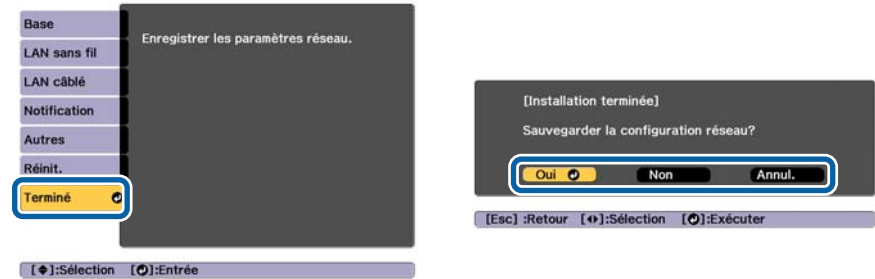 Base
LAN sans fil
LAN câblé
Notification
Autres
Réinit.
Terminé
Enregistrer les paramètres réseau.
[ ]:Sélection [ ]:Entrée
[Installation terminée]
Sauvegarder la configuration réseau?
Oui Non Annul.
[Esc] :Retour [ ]:Sélection [ ]:Exécuter